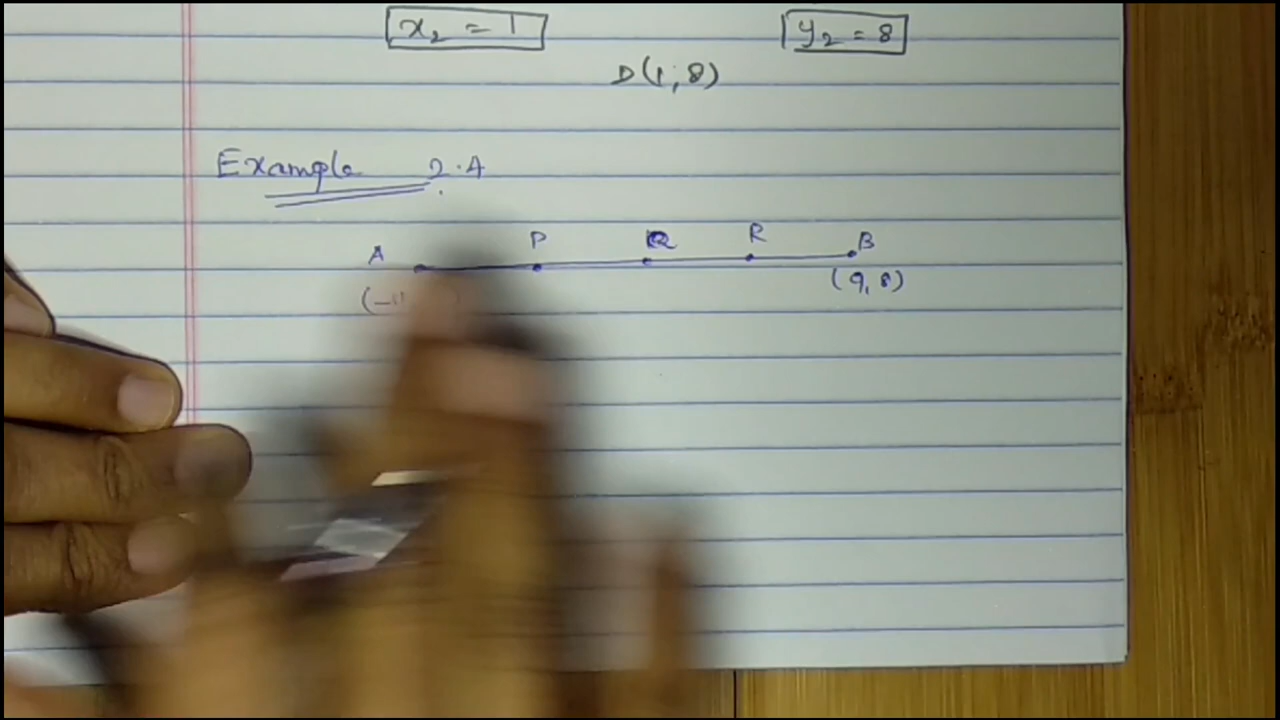 x₂ = 1 y₂ = 8
D(1, 8)
Example 2.4
A P Q R B
(9, 8)